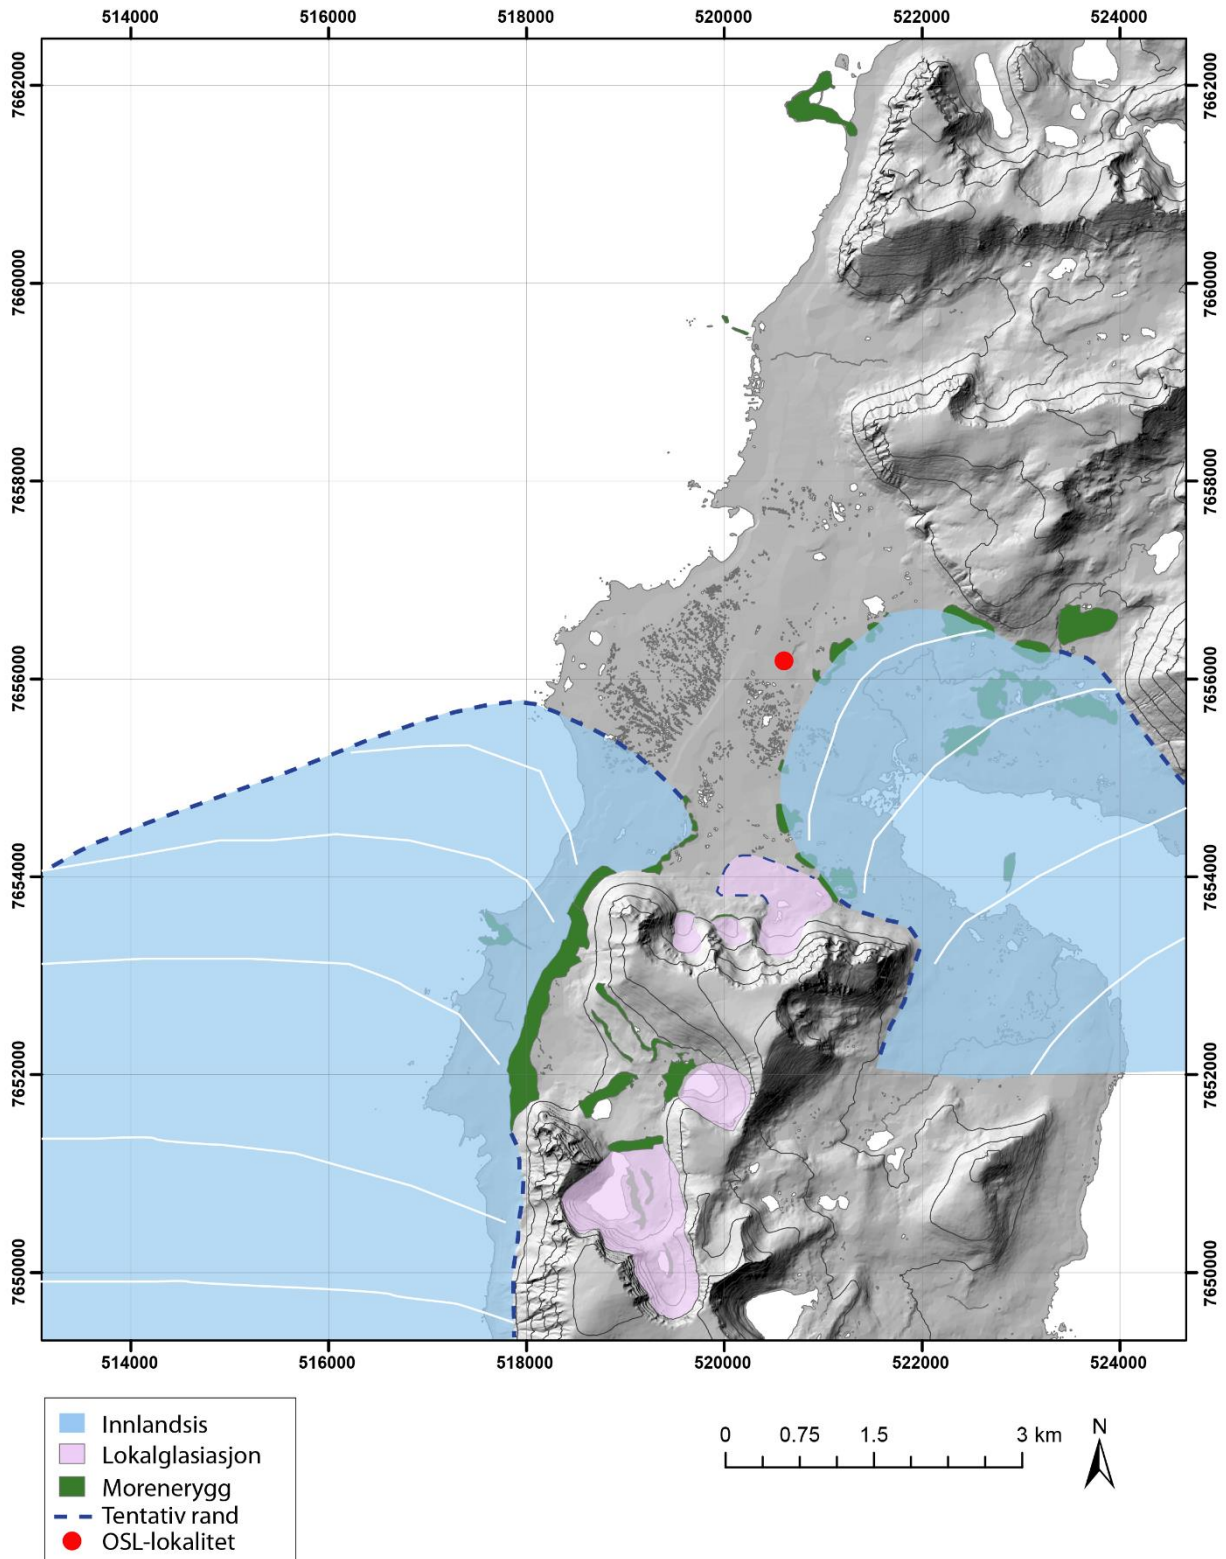 514000 516000 518000 520000 522000 524000
7662000 7662000
7660000 7660000
7658000 7658000
7656000 7656000
7654000 7654000
7652000 7652000
7650000 7650000
514000 516000 518000 520000 522000 524000
Innlandsis
Lokalglasiasjon
Morenerygg
Tentativ rand
OSL-lokalitet
0 0.75 1.5 3 km
N